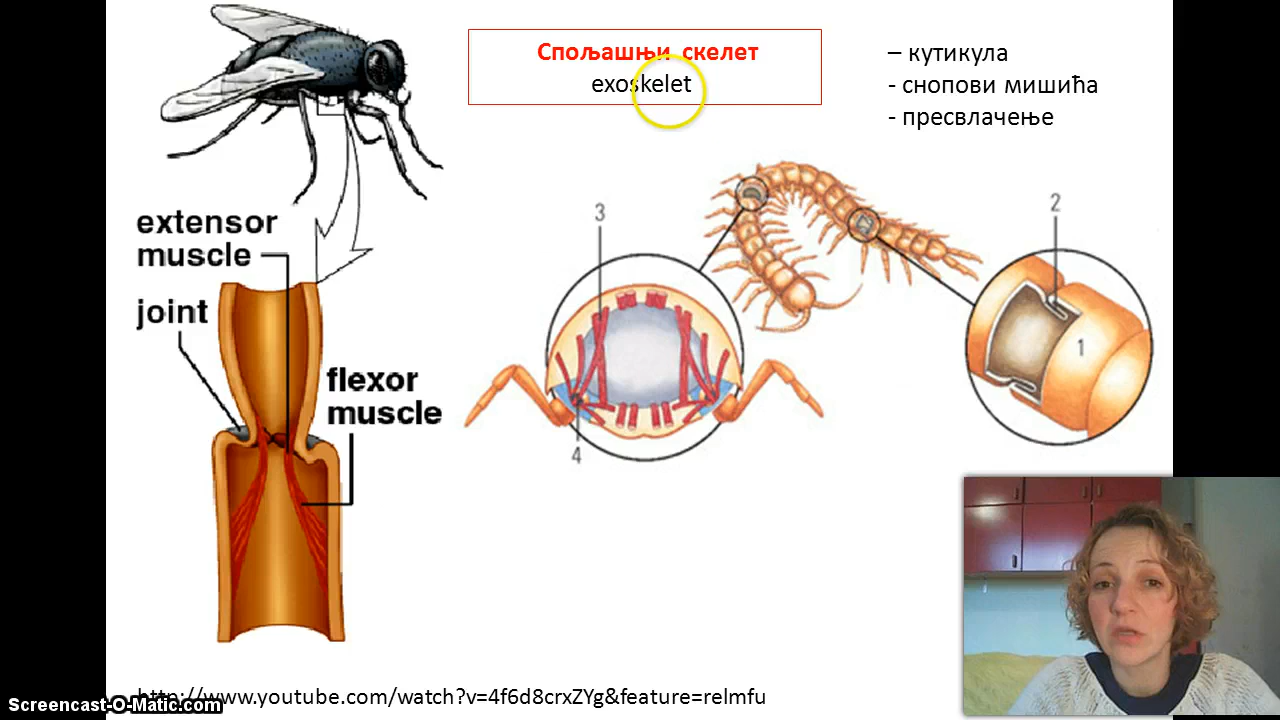 Спољашњи скелет
exoskelet
– кутикула
- снопови мишића
- пресвлачење
extensor
muscle
joint
flexor
muscle
3
2
1
4
http://www.youtube.com/watch?v=4f6d8crxZYg&feature=relmfu
Screencast-O-Matic.com